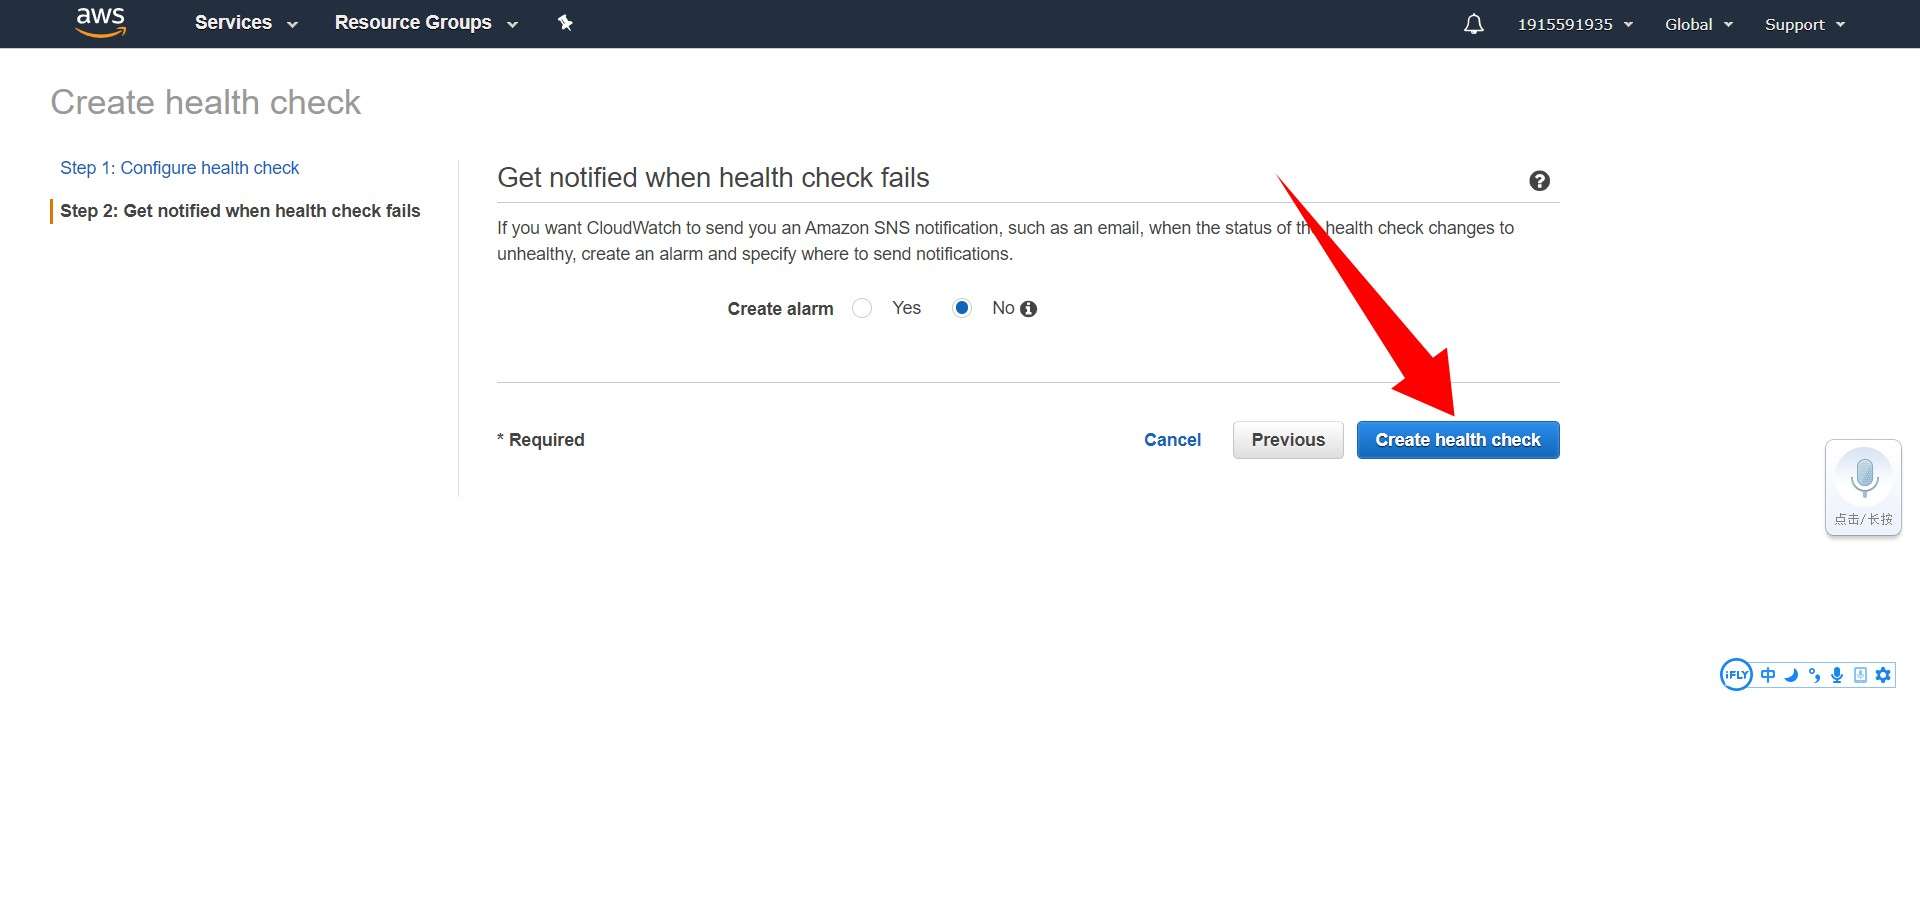 aws
Services
Resource Groups
1915591935
Global
Support
Create health check
Step 1: Configure health check
Step 2: Get notified when health check fails
Get notified when health check fails
If you want CloudWatch to send you an Amazon SNS notification, such as an email, when the status of th health check changes to
unhealthy, create an alarm and specify where to send notifications.
Create alarm Yes No
* Required
Cancel
Previous
Create health check
点击/长按
iFLY 中